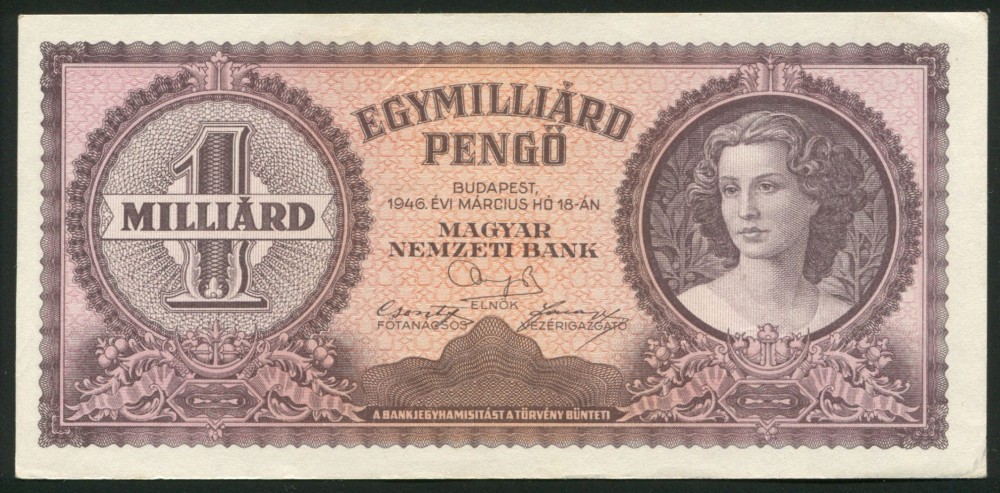 EGYMILLIÁRD
PENGŐ
1
MILLIÁRD
BUDAPEST,
1946. ÉVI MÁRCIUS HÓ 18-ÁN
MAGYAR
NEMZETI BANK
ELNÖK
FŐTANÁCSOS
VEZÉRIGAZGATÓ
A BANKJEGYHAMISITÁST A TÖRVÉNY BÜNTETI